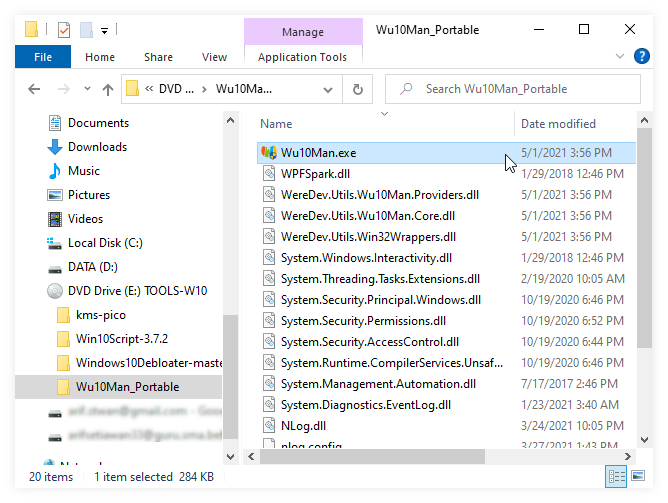 Manage
Wu10Man_Portable
File
Home
Share
View
Application Tools
DVD ...
Wu10Ma...
Search Wu10Man_Portable
Documents
Downloads
Music
Pictures
Videos
Local Disk (C:)
DATA (D:)
DVD Drive (E:) TOOLS-W10
kms-pico
Win10Script-3.7.2
Windows10Debloater-maste
Wu10Man_Portable
Name
Date modified
Wu10Man.exe 5/1/2021 3:56 PM
WPFSpark.dll 1/29/2018 12:46 PM
WereDev.Utils.Wu10Man.Providers.dll 5/1/2021 3:56 PM
WereDev.Utils.Wu10Man.Core.dll 5/1/2021 3:56 PM
WereDev.Utils.Win32Wrappers.dll 5/1/2021 3:56 PM
System.Windows.Interactivity.dll 1/29/2018 12:46 PM
System.Threading.Tasks.Extensions.dll 2/19/2020 10:05 AM
System.Security.Principal.Windows.dll 10/19/2020 6:46 PM
System.Security.Permissions.dll 10/19/2020 6:52 PM
System.Security.AccessControl.dll 10/19/2020 6:44 PM
System.Runtime.CompilerServices.Unsaf... 10/19/2020 6:46 PM
System.Management.Automation.dll 7/17/2017 2:46 PM
System.Diagnostics.EventLog.dll 1/23/2021 3:40 AM
NLog.dll 3/24/2021 10:05 PM
nlog.config 3/27/2021 1:43 PM
20 items
1 item selected 284 KB